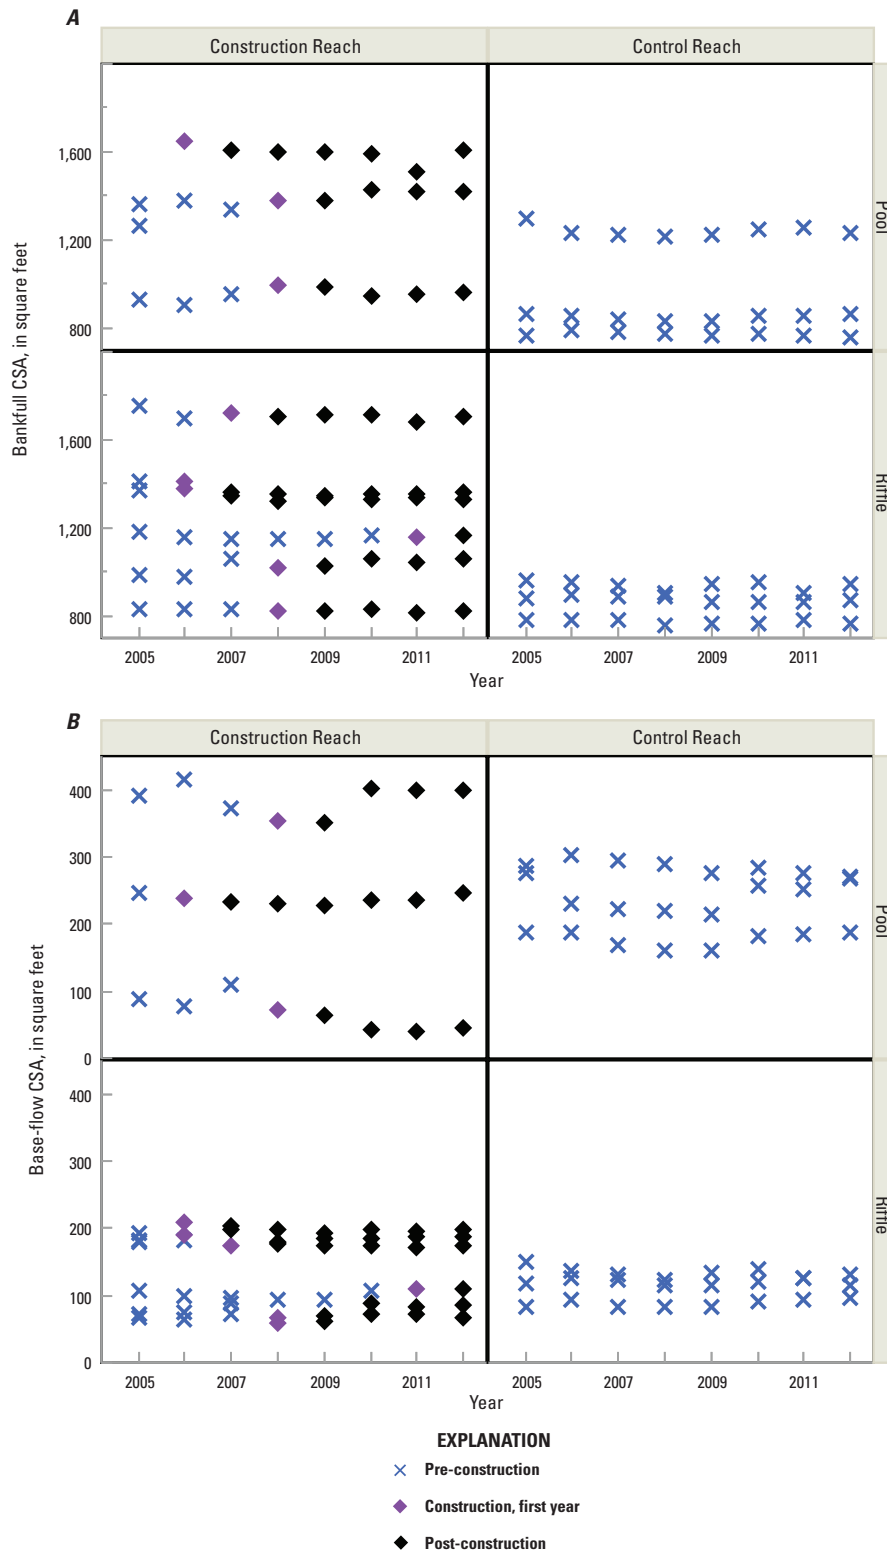 A
Construction Reach
Control Reach
Bankfull CSA, in square feet
1,600
1,200
800
Pool
1,600
1,200
800
Riffle
2005
2007
2009
2011
2005
2007
2009
2011
Year
B
Construction Reach
Control Reach
Base-flow CSA, in square feet
400
300
200
100
0
Pool
400
300
200
100
0
Riffle
2005
2007
2009
2011
2005
2007
2009
2011
Year
EXPLANATION
Pre-construction
Construction, first year
Post-construction